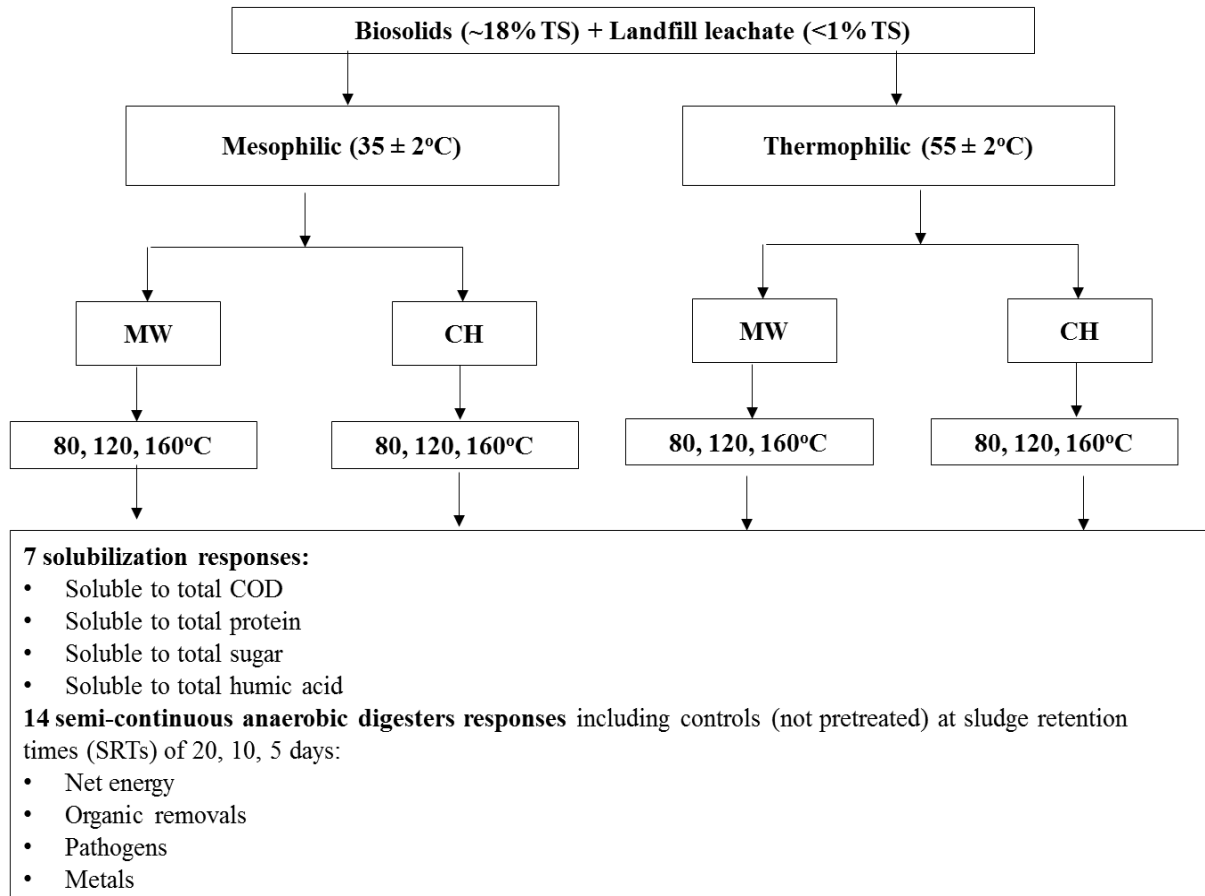 Biosolids (~18% TS) + Landfill leachate (<1% TS)
Mesophilic (35 ± 2°C)
Thermophilic (55 ± 2°C)
MW
CH
MW
CH
80, 120, 160°C
80, 120, 160°C
80, 120, 160°C
80, 120, 160°C
7 solubilization responses:
• Soluble to total COD
• Soluble to total protein
• Soluble to total sugar
• Soluble to total humic acid
14 semi-continuous anaerobic digesters responses including controls (not pretreated) at sludge retention
times (SRTs) of 20, 10, 5 days:
• Net energy
• Organic removals
• Pathogens
• Metals